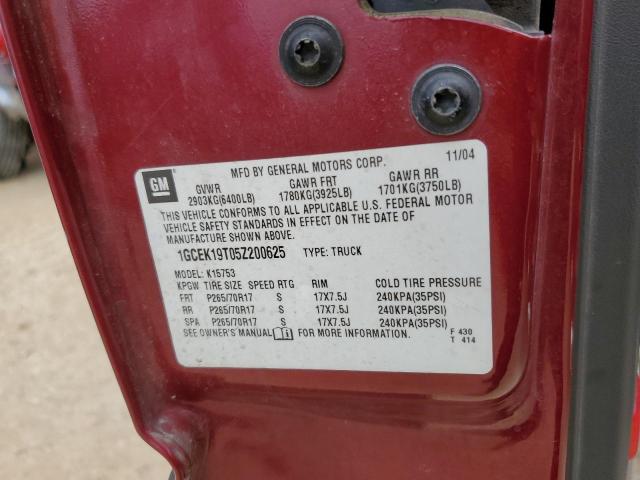 MFD BY GENERAL MOTORS CORP. 11/04
GM
GVWR GAWR FRT GAWR RR
2903KG(6400LB) 1780KG(3925LB) 1701KG(3750LB)
THIS VEHICLE CONFORMS TO ALL APPLICABLE U.S. FEDERAL MOTOR
VEHICLE SAFETY STANDARDS IN EFFECT ON THE DATE OF
MANUFACTURE SHOWN ABOVE.
1GCEK19T05Z200625 TYPE: TRUCK
MODEL: K15753
KPGW TIRE SIZE SPEED RTG RIM COLD TIRE PRESSURE
FRT P265/70R17 S 17X7.5J 240KPA(35PSI)
RR P265/70R17 S 17X7.5J 240KPA(35PSI)
SPA P265/70R17 S 17X7.5J 240KPA(35PSI)
SEE OWNER'S MANUAL FOR MORE INFORMATION.
F 430
T 414